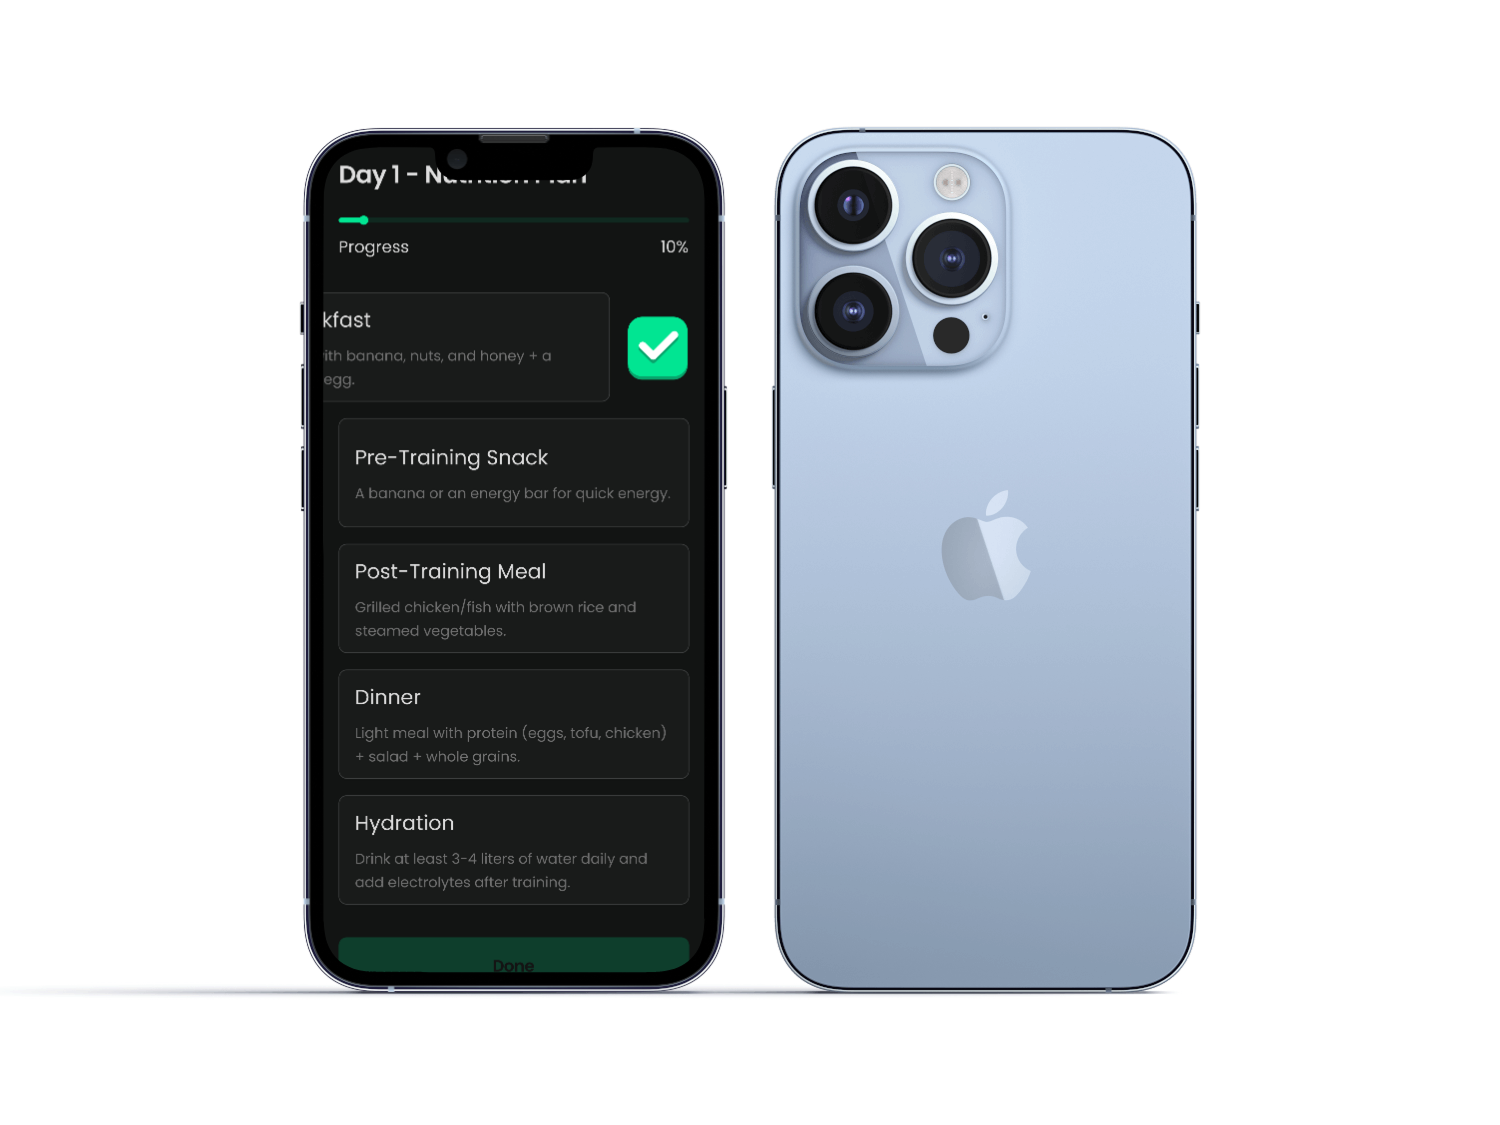 Day 1 -
Progress
10%
kfast
ith banana, nuts, and honey + a
egg.
Pre-Training Snack
A banana or an energy bar for quick energy.
Post-Training Meal
Grilled chicken/fish with brown rice and
steamed vegetables.
Dinner
Light meal with protein (eggs, tofu, chicken)
+ salad + whole grains.
Hydration
Drink at least 3-4 liters of water daily and
add electrolytes after training.
Done